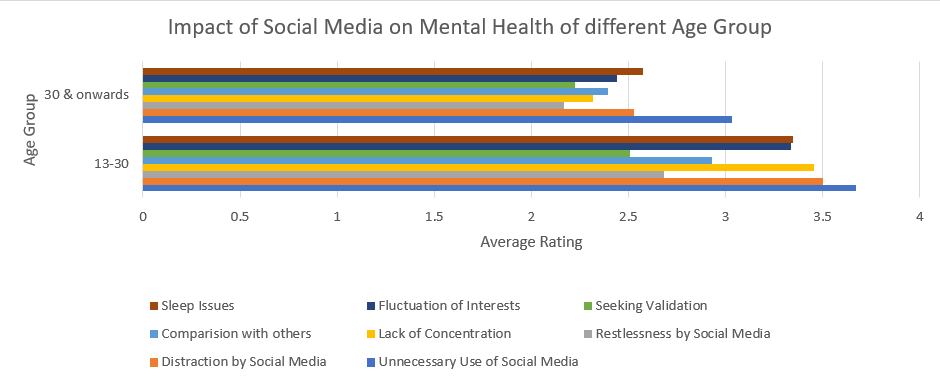 Impact of Social Media on Mental Health of different Age Group
Age Group
30 & onwards
13-30
0 0.5 1 1.5 2 2.5 3 3.5 4
Average Rating
Sleep Issues Fluctuation of Interests Seeking Validation
Comparision with others Lack of Concentration Restlessness by Social Media
Distraction by Social Media Unnecessary Use of Social Media